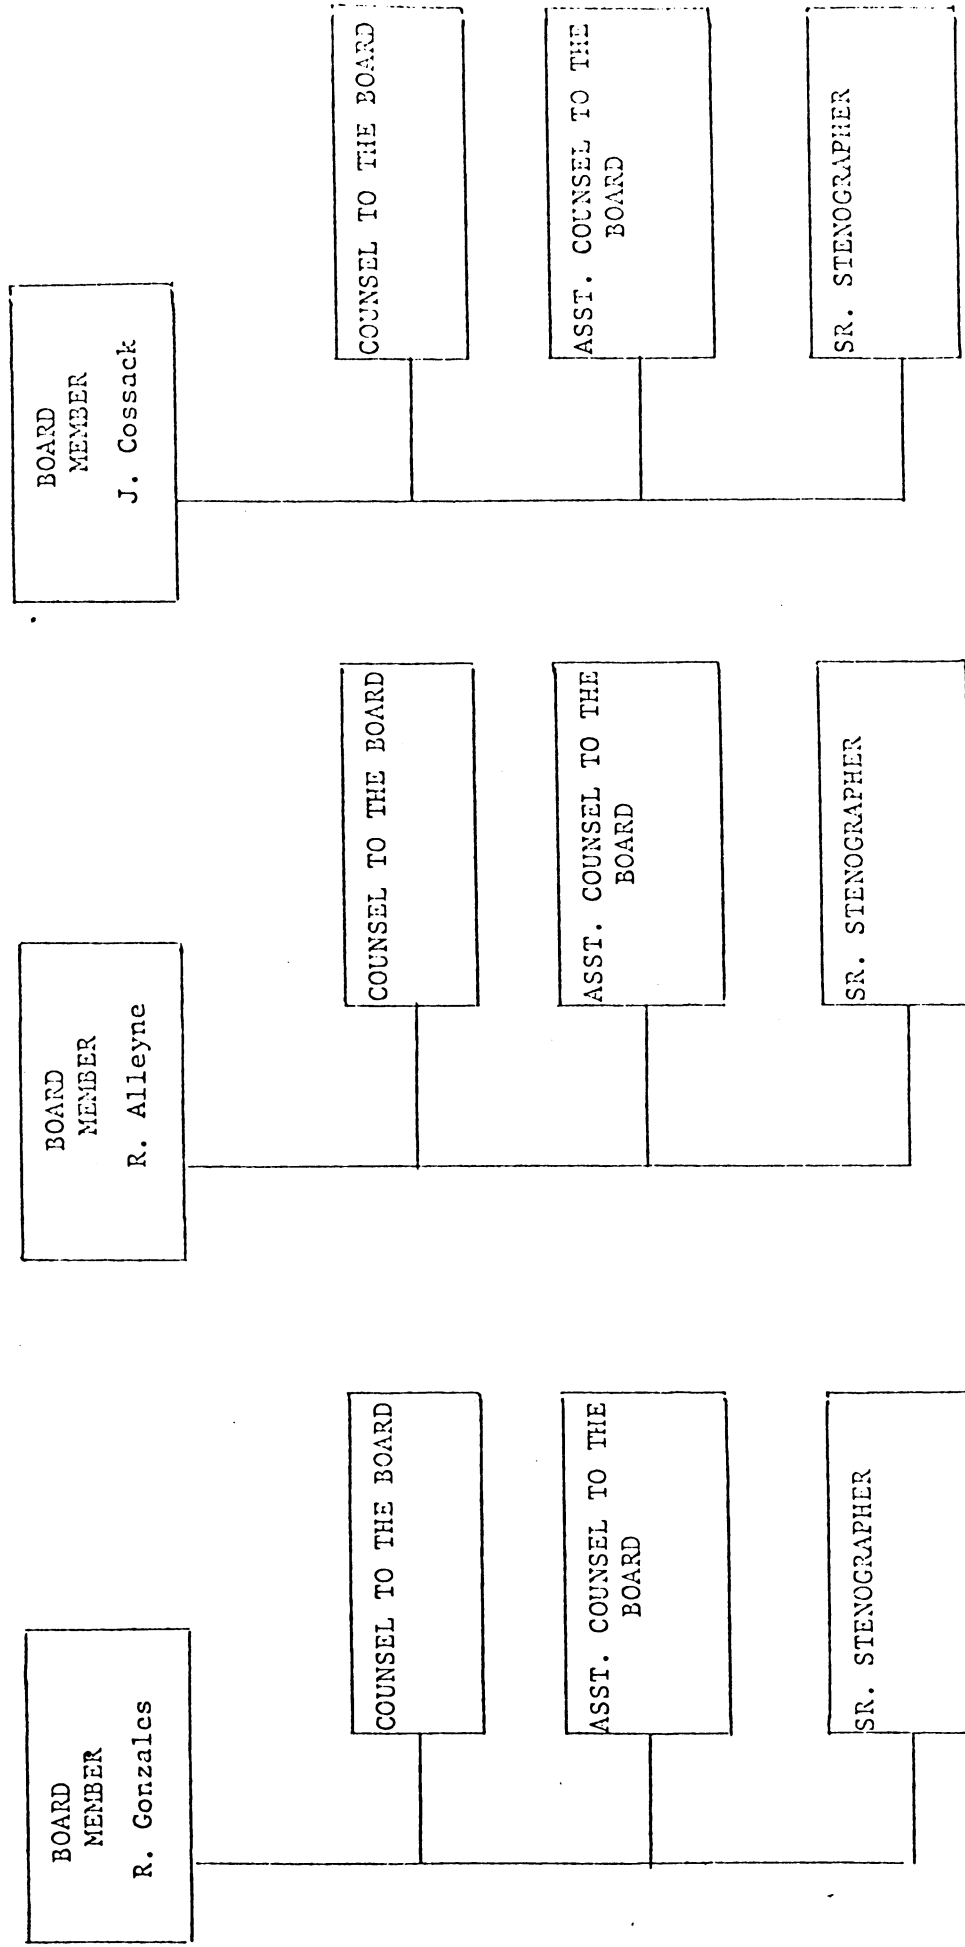 BOARD
MEMBER
R. Gonzales
COUNSEL TO THE BOARD
ASST. COUNSEL TO THE
BOARD
SR. STENOGRAPHER
BOARD
MEMBER
R. Alleyne
COUNSEL TO THE BOARD
ASST. COUNSEL TO THE
BOARD
SR. STENOGRAPHER
BOARD
MEMBER
J. Cossack
COUNSEL TO THE BOARD
ASST. COUNSEL TO THE
BOARD
SR. STENOGRAPHER